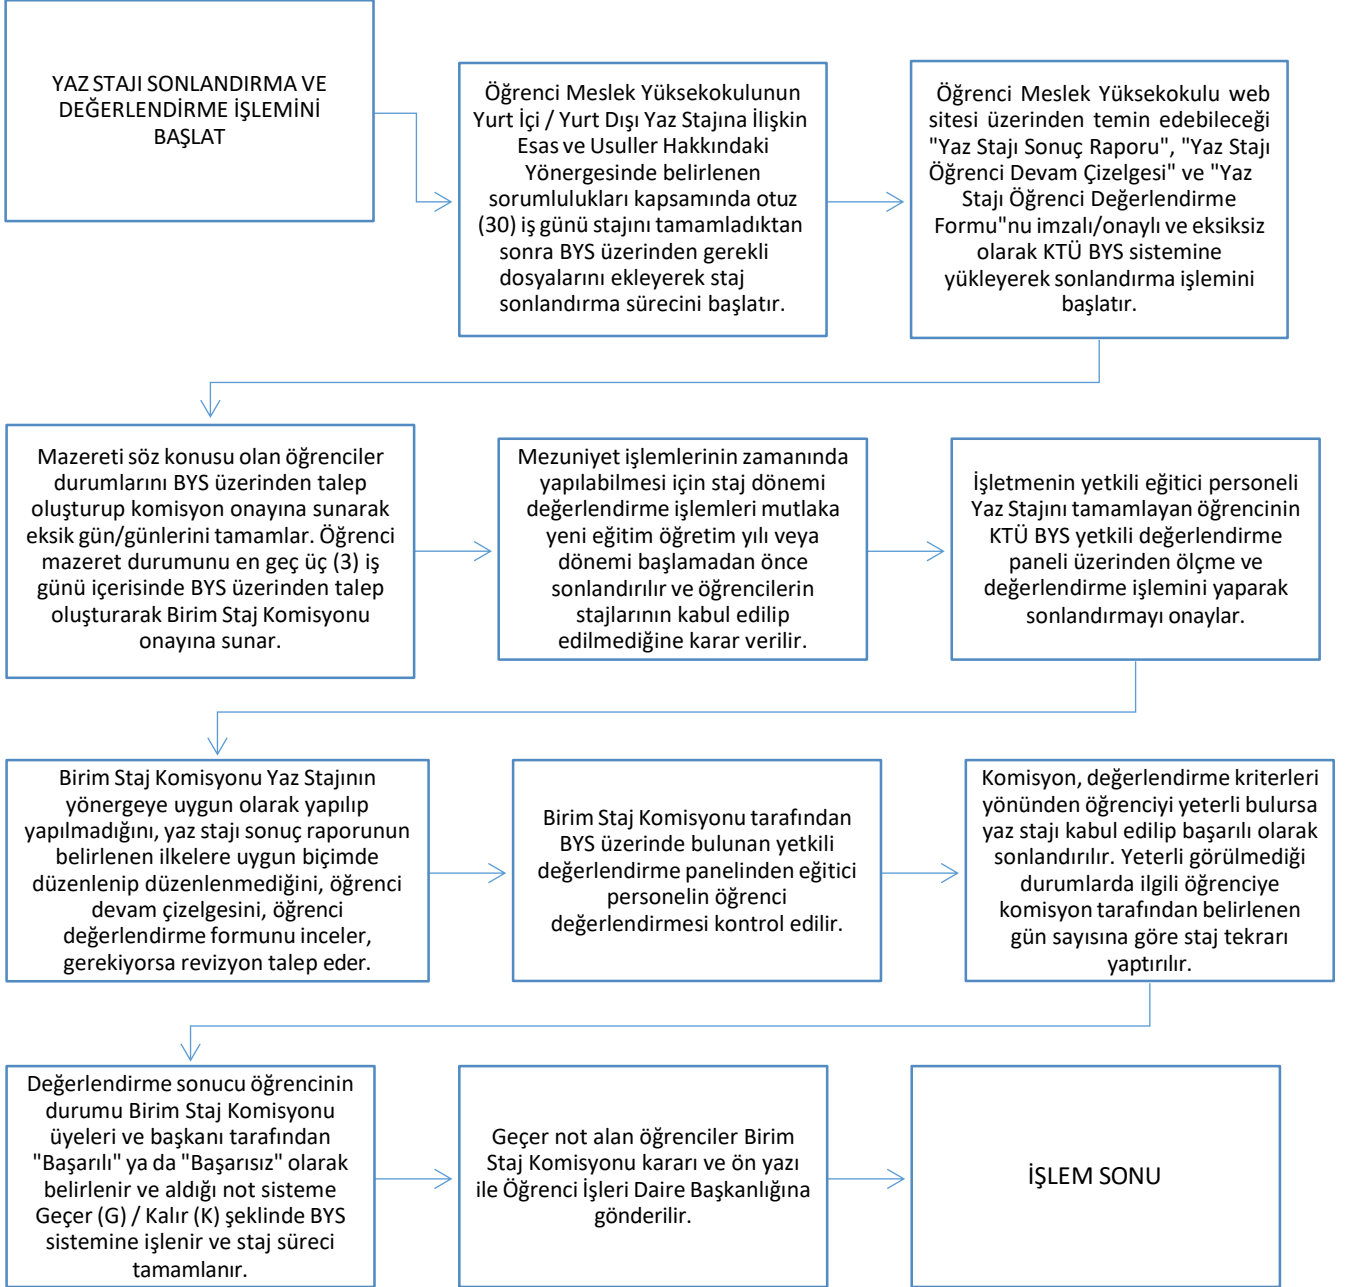 YAZ STAJI SONLANDIRMA VE
DEĞERLENDİRME İŞLEMİNİ
BAŞLAT
Öğrenci Meslek Yüksekokulunun
Yurt İçi / Yurt Dışı Yaz Stajına İlişkin
Esas ve Usuller Hakkındaki
Yönergesinde belirlenen
sorumlulukları kapsamında otuz
(30) iş günü stajını tamamladıktan
sonra BYS üzerinden gerekli
dosyalarını ekleyerek staj
sonlandırma sürecini başlatır.
Öğrenci Meslek Yüksekokulu web
sitesi üzerinden temin edebileceği
"Yaz Stajı Sonuç Raporu", "Yaz Stajı
Öğrenci Devam Çizelgesi" ve "Yaz
Stajı Öğrenci Değerlendirme
Formu"nu imzalı/onaylı ve eksiksiz
olarak KTÜ BYS sistemine
yükleyerek sonlandırma işlemini
başlatır.
Mazereti söz konusu olan öğrenciler
durumlarını BYS üzerinden talep
oluşturup komisyon onayına sunarak
eksik gün/günlerini tamamlar. Öğrenci
mazeret durumunu en geç üç (3) iş
günü içerisinde BYS üzerinden talep
oluşturarak Birim Staj Komisyonu
onayına sunar.
Mezuniyet işlemlerinin zamanında
yapılabilmesi için staj dönemi
değerlendirme işlemleri mutlaka
yeni eğitim öğretim yılı veya
dönemi başlamadan önce
sonlandırılır ve öğrencilerin
stajlarının kabul edilip
edilmediğine karar verilir.
İşletmenin yetkili eğitici personeli
Yaz Stajını tamamlayan öğrencinin
KTÜ BYS yetkili değerlendirme
paneli üzerinden ölçme ve
değerlendirme işlemini yaparak
sonlandırmayı onaylar.
Birim Staj Komisyonu Yaz Stajının
yönergeye uygun olarak yapılıp
yapılmadığını, yaz stajı sonuç raporunun
belirlenen ilkelere uygun biçimde
düzenlenip düzenlenmediğini, öğrenci
devam çizelgesini, öğrenci
değerlendirme formunu inceler,
gerekiyorsa revizyon talep eder.
Birim Staj Komisyonu tarafından
BYS üzerinde bulunan yetkili
değerlendirme panelinden eğitici
personelin öğrenci
değerlendirmesi kontrol edilir.
Komisyon, değerlendirme kriterleri
yönünden öğrenciyi yeterli bulursa
yaz stajı kabul edilip başarılı olarak
sonlandırılır. Yeterli görülmediği
durumlarda ilgili öğrenciye
komisyon tarafından belirlenen
gün sayısına göre staj tekrarı
yaptırılır.
Değerlendirme sonucu öğrencinin
durumu Birim Staj Komisyonu
üyeleri ve başkanı tarafından
"Başarılı" ya da "Başarısız" olarak
belirlenir ve aldığı not sisteme
Geçer (G) / Kalır (K) şeklinde BYS
sistemine işlenir ve staj süreci
tamamlanır.
Geçer not alan öğrenciler Birim
Staj Komisyonu kararı ve ön yazı
ile Öğrenci İşleri Daire Başkanlığına
gönderilir.
İŞLEM SONU